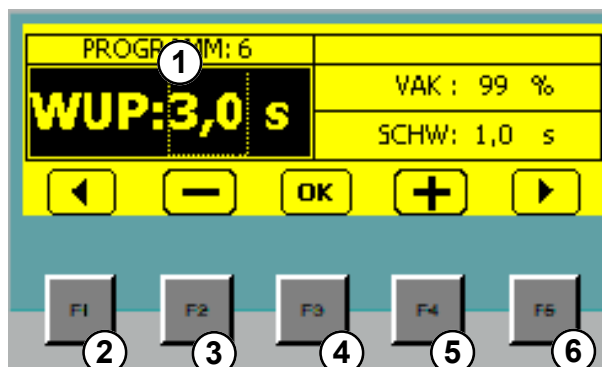 PROGRAMM: 6
1
WUP:3,0 s
VAK : 99 %
SCHW: 1,0 s
OK
F1 F2 F3 F4 F5
2 3 4 5 6